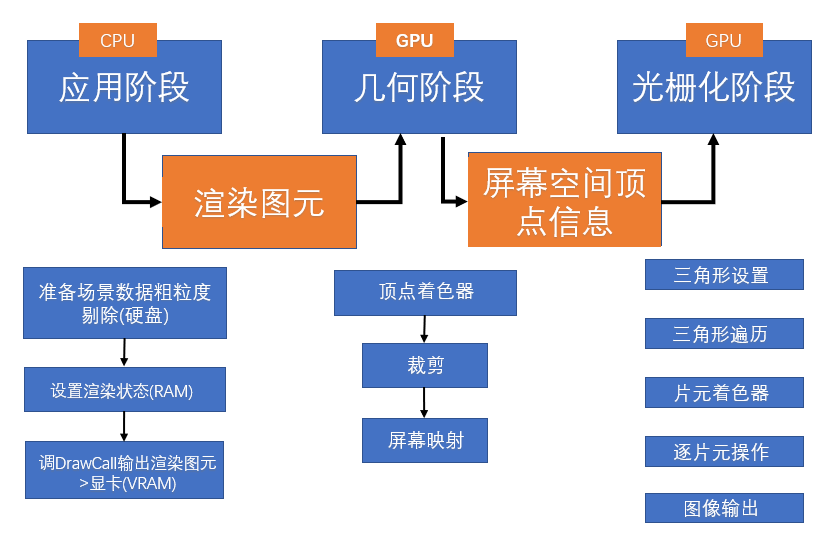 CPU
应用阶段
GPU
几何阶段
GPU
光栅化阶段
渲染图元
屏幕空间顶
点信息
准备场景数据粗粒度
剔除(硬盘)
设置渲染状态(RAM)
调DrawCall输出渲染图元
>显卡(VRAM)
顶点着色器
裁剪
屏幕映射
三角形设置
三角形遍历
片元着色器
逐片元操作
图像输出